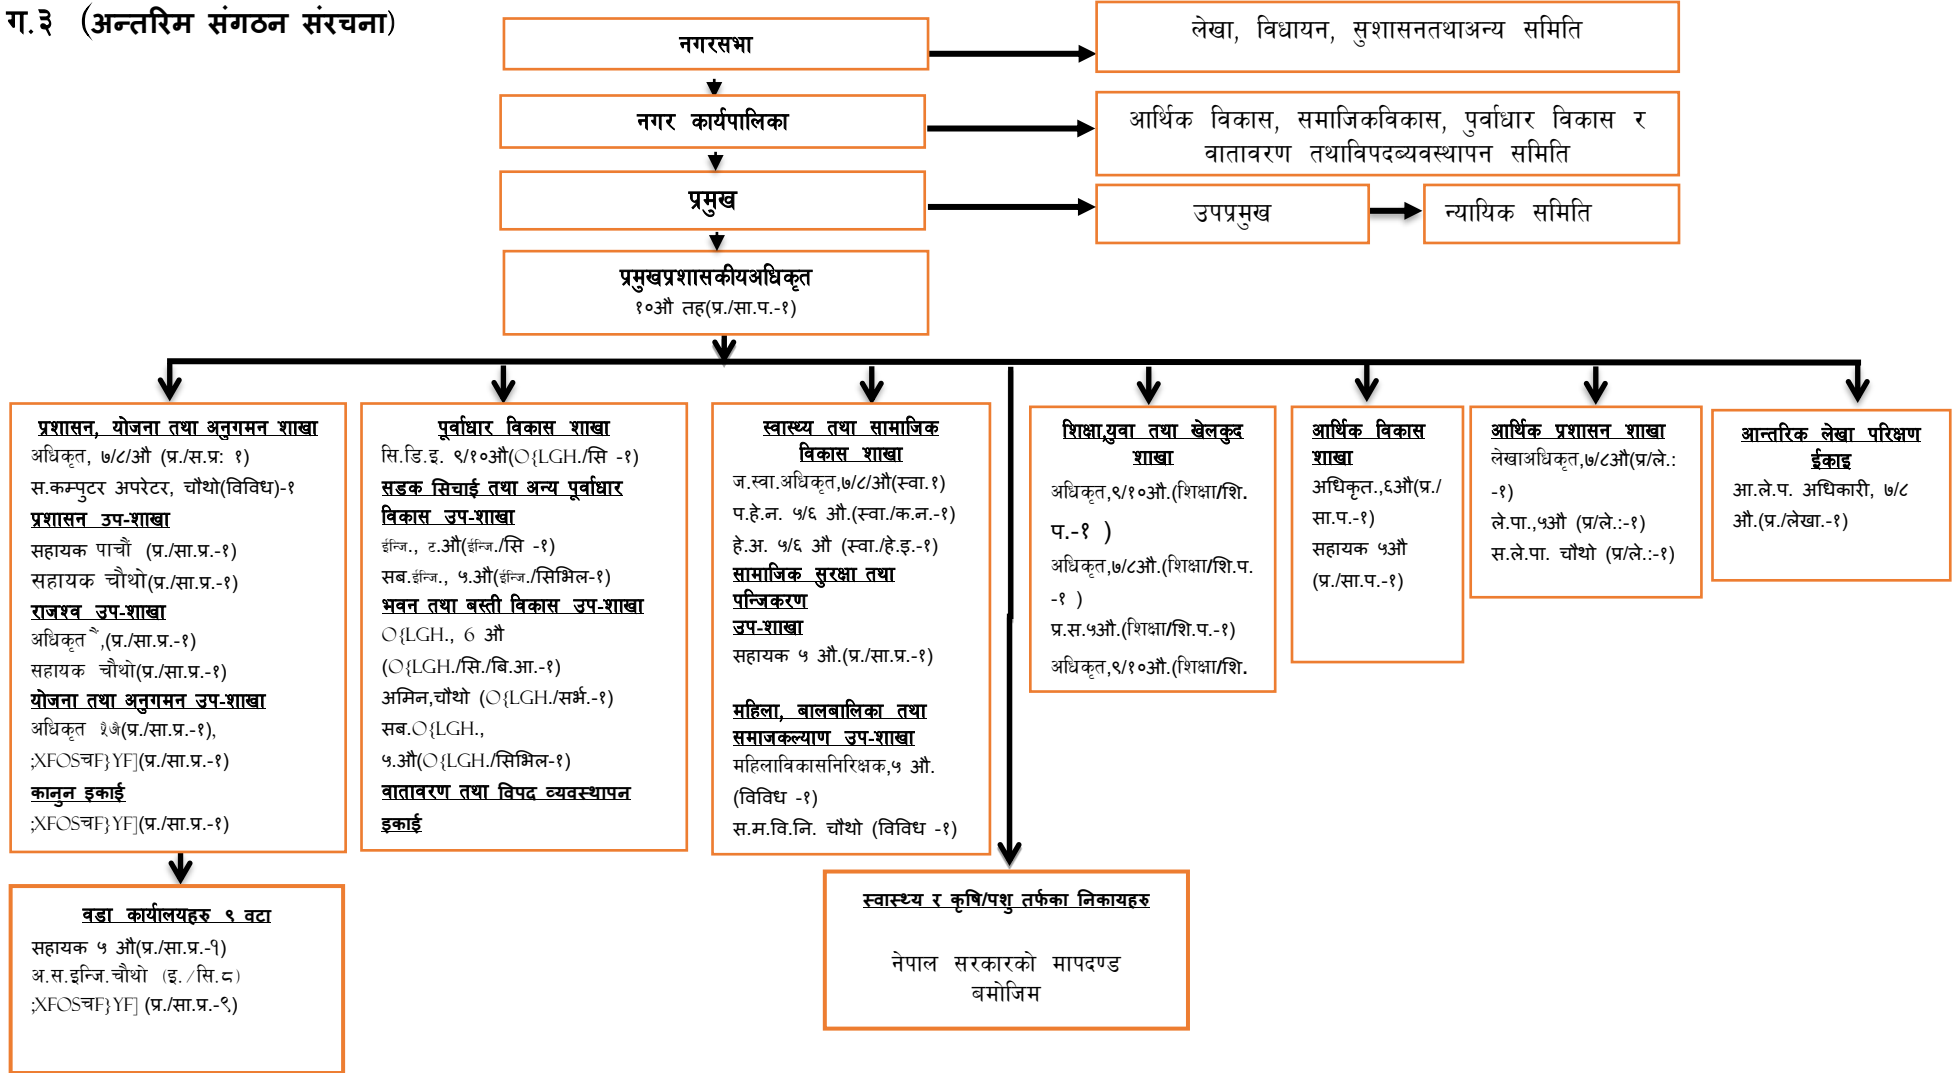 ग.३ (अन्तरिम संगठन संरचना)
नगरसभा
लेखा, विधायन, सुशासनतथाअन्य समिति
नगर कार्यपालिका
आर्थिक विकास, समाजिकविकास, पुर्वाधार विकास र
वातावरण तथाविपदब्यवस्थापन समिति
प्रमुख
उपप्रमुख
न्यायिक समिति
प्रमुखप्रशासकीयअधिकृत
१०औ तह(प्र./सा.प.-१)
प्रशासन, योजना तथा अनुगमन शाखा
अधिकृत, ७/८/औ (प्र./स.प्र: १)
स.कम्पुटर अपरेटर, चौथो(विविध)-१
प्रशासन उप-शाखा
सहायक पाचौं (प्र./सा.प्र.-१)
सहायक चौथो(प्र./सा.प्र.-१)
राजश्व उप-शाखा
अधिकृत ,(प्र./सा.प्र.-१)
सहायक चौथो(प्र./सा.प्र.-१)
योजना तथा अनुगमन उप-शाखा
अधिकृत (प्र./सा.प्र.-१),
;XFOSचF}YF](प्र./सा.प्र.-१)
कानुन इकाई
;XFOSचF}YF](प्र./सा.प्र.-१)
पूर्वाधार विकास शाखा
सि.डि.इ. ९/१०औ(O{LGH./सि -१)
सडक सिचाई तथा अन्य पूर्वाधार
विकास उप-शाखा
ईन्जि., ट.औ(ईन्जि./सि -१)
सब.ईन्जि., ५.औ(ईन्जि./सिभिल-१)
भवन तथा बस्ती विकास उप-शाखा
O{LGH., 6 औ
(O{LGH./सि./बि.आ.-१)
अमिन,चौथो (O{LGH./सर्भ.-१)
सब.O{LGH.,
५.औ(O{LGH./सिभिल-१)
वातावरण तथा विपद व्यवस्थापन
इकाई
स्वास्थ्य तथा सामाजिक
विकास शाखा
ज.स्वा.अधिकृत,७/८/औ(स्वा.१)
प.हे.न. ५/६ औ.(स्वा./क.न.-१)
हे.अ. ५/६ औ (स्वा./हे.इ.-१)
सामाजिक सुरक्षा तथा
पन्जिकरण
उप-शाखा
सहायक ५ औ.(प्र./सा.प्र.-१)
महिला, बालबालिका तथा
समाजकल्याण उप-शाखा
महिलाविकासनिरिक्षक,५ औ.
(विविध -१)
स.म.वि.नि. चौथो (विविध -१)
शिक्षा,युवा तथा खेलकुद
शाखा
अधिकृत,९/१०औ.(शिक्षा/शि.
प.-१ )
अधिकृत,७/८औ.(शिक्षा/शि.प.
-१ )
प्र.स.५औ.(शिक्षा/शि.प.-१)
अधिकृत,९/१०औ.(शिक्षा/शि.
आर्थिक विकास
शाखा
अधिकृत.,६औ(प्र./
सा.प.-१)
सहायक ५औ
(प्र./सा.प.-१)
आर्थिक प्रशासन शाखा
लेखाअधिकृत,७/८औ(प्र/ले.:
-१)
ले.पा.,५औ (प्र/ले.:-१)
स.ले.पा. चौथो (प्र/ले.:-१)
आन्तरिक लेखा परिक्षण
ईकाइ
आ.ले.प. अधिकारी, ७/८
औ.(प्र./लेखा.-१)
वडा कार्यालयहरु ९ वटा
सहायक ५ औ(प्र./सा.प्र.-१)
अ.स.इन्जि.चौथो (इ./सि.८)
;XFOSचF}YF] (प्र./सा.प्र.-९)
स्वास्थ्य र कृषि/पशु तर्फका निकायहरु
नेपाल सरकारको मापदण्ड
बमोजिम